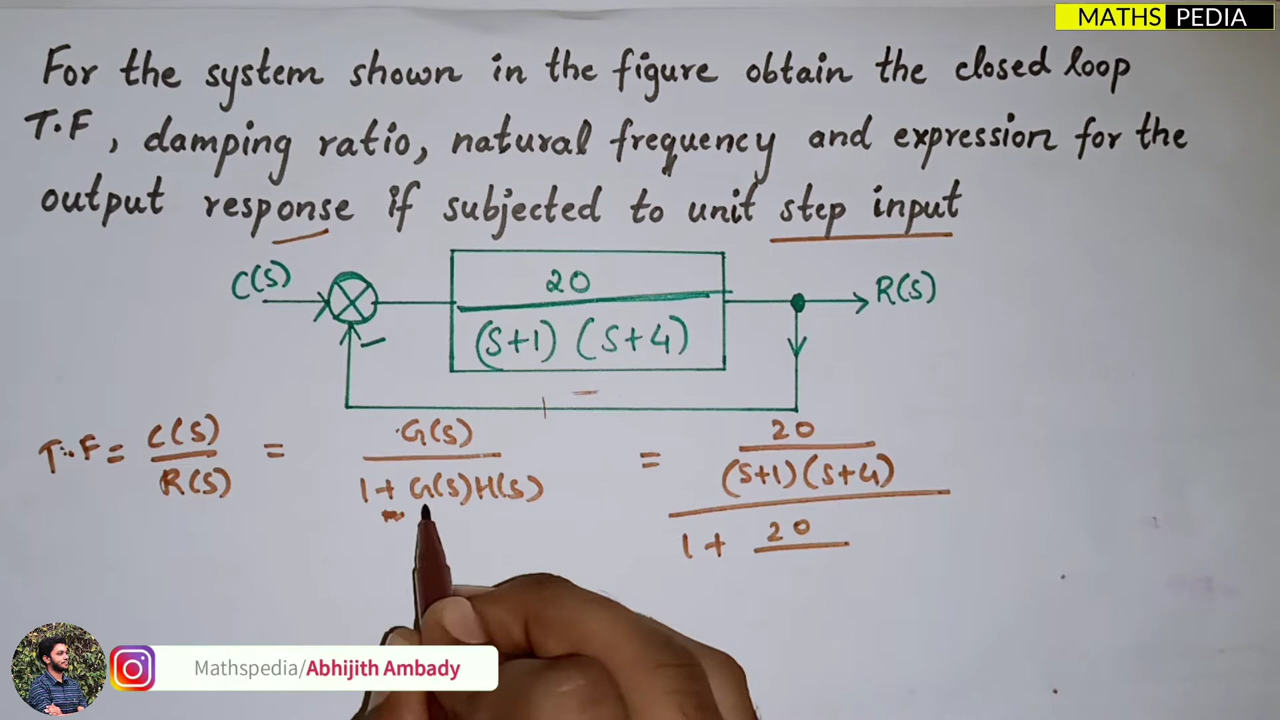 MATHS PEDIA
For the system shown in the figure obtain the closed loop
T.F, damping ratio, natural frequency and expression for the
output response if subjected to unit step input
C(S)
20
(S+1) (S+4)
R(S)
−
T.F = C(S) / R(S) = G(S) / 1 + G(S)H(S) = 20 / (S+1)(S+4)
1 + 20
Mathspedia/Abhijith Ambady